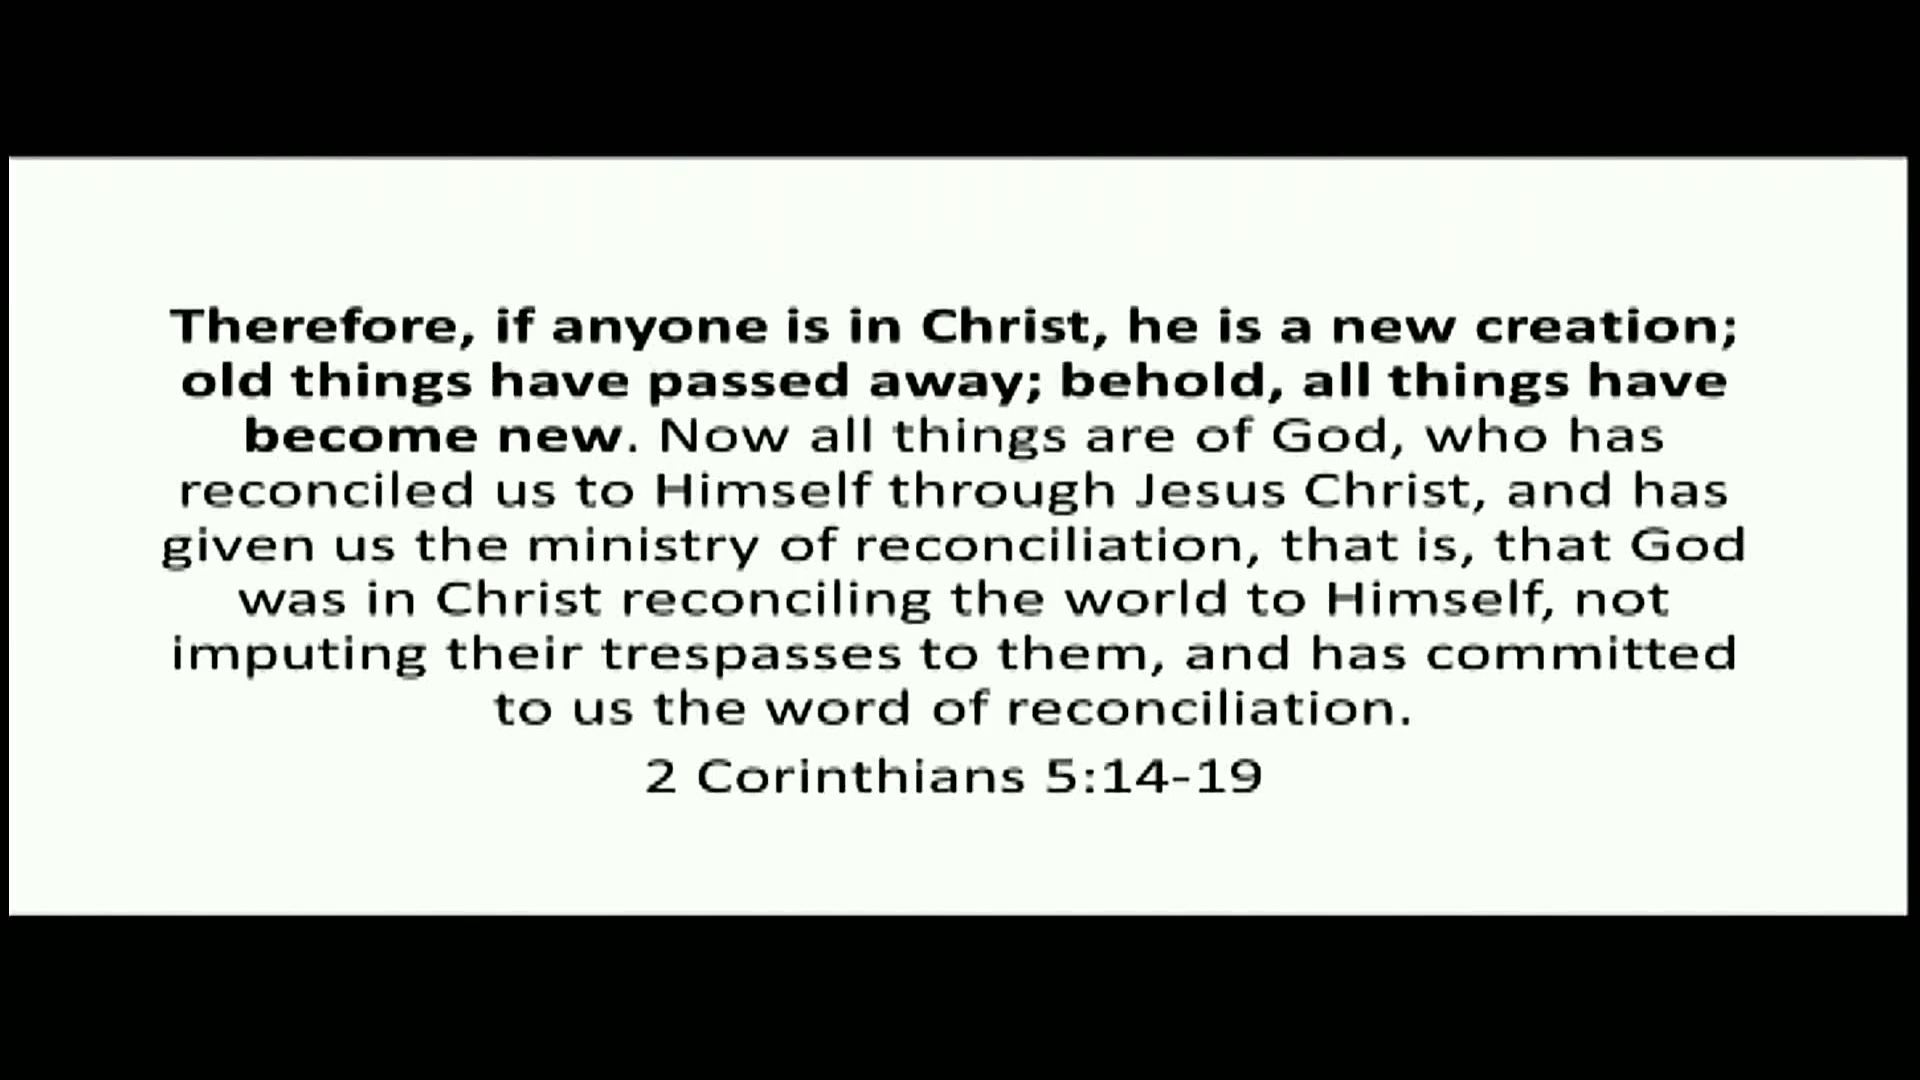 Therefore, if anyone is in Christ, he is a new creation;
old things have passed away; behold, all things have
become new. Now all things are of God, who has
reconciled us to Himself through Jesus Christ, and has
given us the ministry of reconciliation, that is, that God
was in Christ reconciling the world to Himself, not
imputing their trespasses to them, and has committed
to us the word of reconciliation.
2 Corinthians 5:14-19